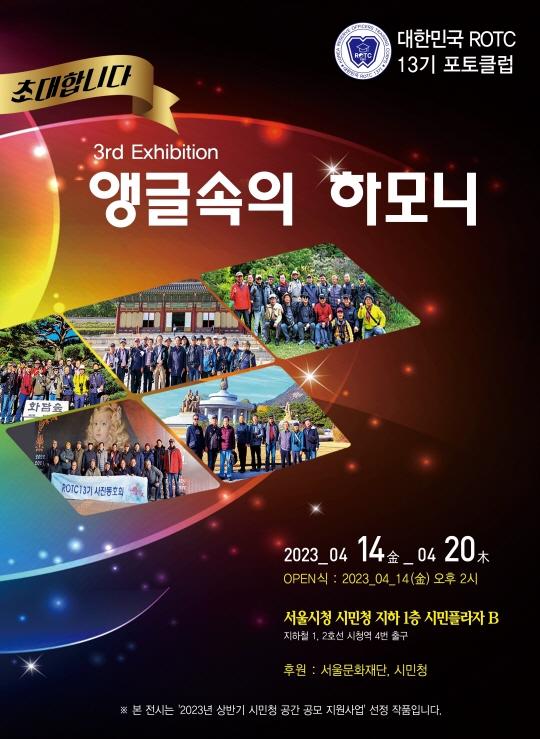 초대합니다
대한민국 ROTC
13기 포토클럽
ROTC
3rd Exhibition
앵글속의 하모니
화담숲
ROTC13기 사진동호회
2023_04 14金_04 20木
OPEN식 : 2023_04_14(金) 오후 2시
서울시청 시민청 지하 1층 시민플라자 B
지하철 1, 2호선 시청역 4번 출구
후원 : 서울문화재단, 시민청
※ 본 전시는 '2023년 상반기 시민청 공간 공모 지원사업' 선정 작품입니다.